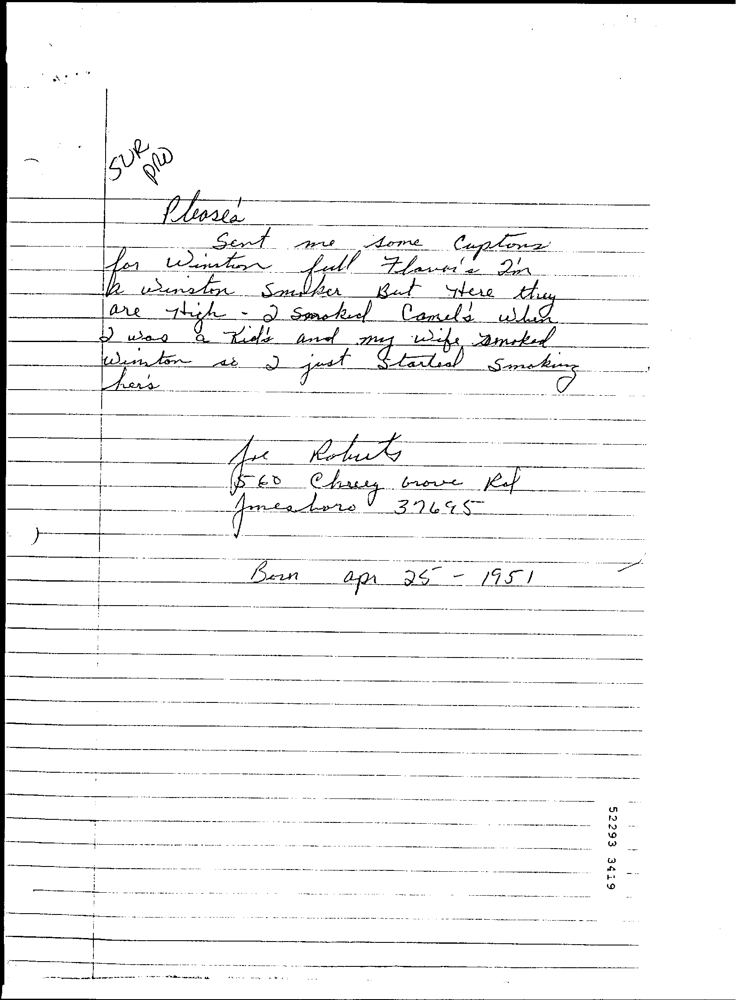 SUR
PRO
Please's
Sent me some Cuptons
for Winston full Flavor's I'm
a winston Smoker But Here they
are High - I Smoked Camel's when
I was a Kid's and my wife smoked
Winston so I just Started Smoking
her's
Joe Roberts
560 Cherry Grove Rd
Jonesboro 37695
Born apr 25 - 1951
52293 3419